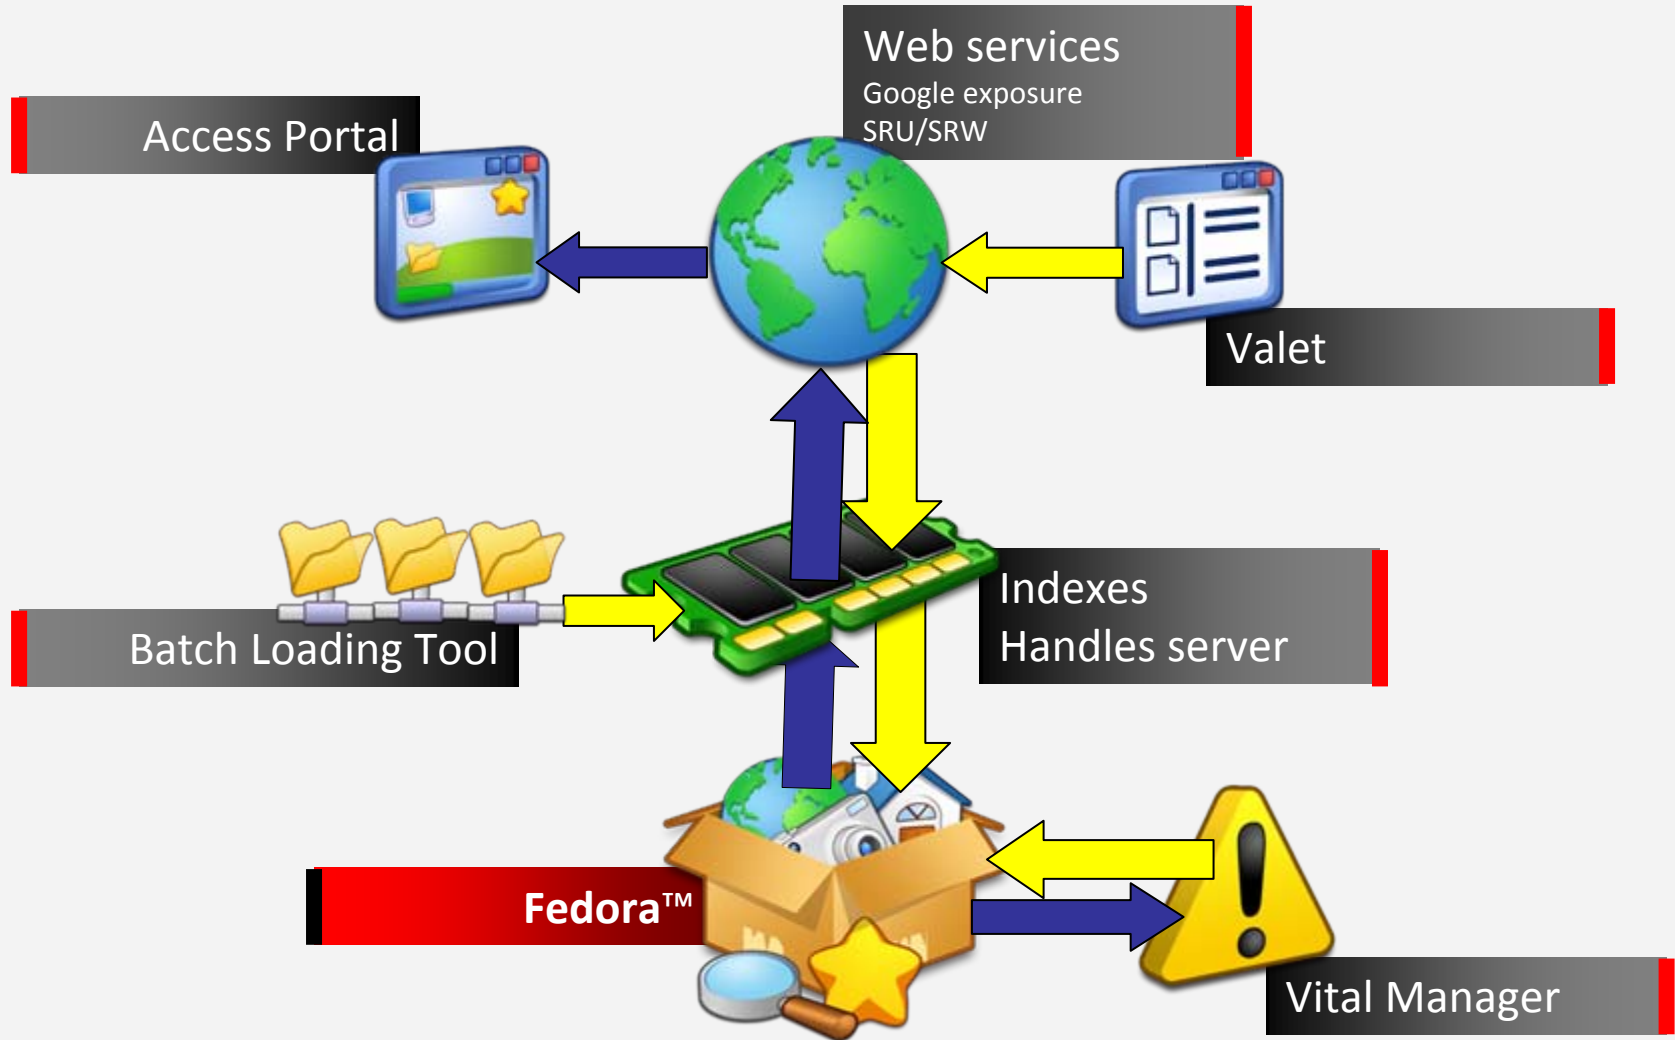 Web services
Google exposure
SRU/SRW
Access Portal
Valet
Indexes
Handles server
Batch Loading Tool
Fedora™
Vital Manager